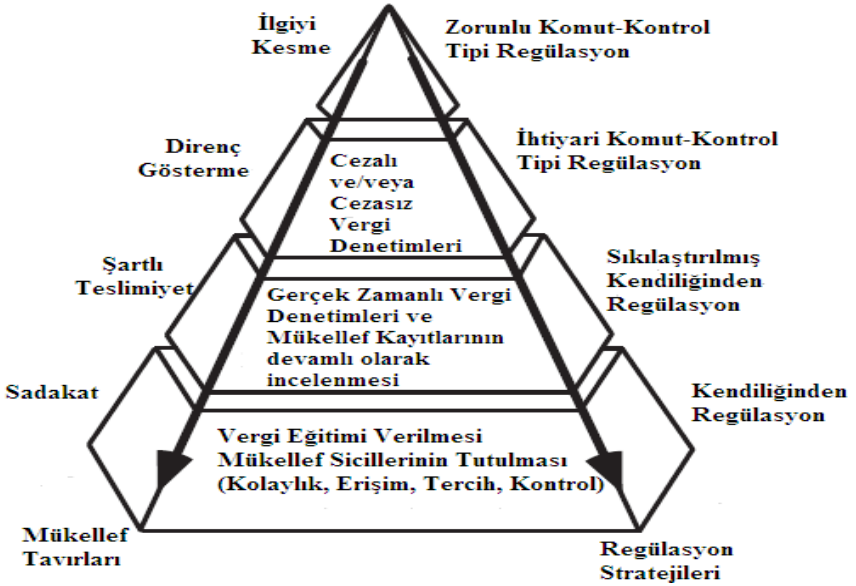 İlgiyi
Kesme
Zorunlu Komut-Kontrol
Tipi Regülasyon
Direnç
Gösterme
İhtiyari Komut-Kontrol
Tipi Regülasyon
Cezalı
ve/veya
Cezasız
Vergi
Denetimleri
Şartlı
Teslimiyet
Sıkılaştırılmış
Kendiliğinden
Regülasyon
Gerçek Zamanlı Vergi
Denetimleri ve
Mükellef Kayıtlarının
devamlı olarak
incelenmesi
Sadakat
Kendiliğinden
Regülasyon
Vergi Eğitimi Verilmesi
Mükellef Sicillerinin Tutulması
(Kolaylık, Erişim, Tercih, Kontrol)
Mükellef
Tavırları
Regülasyon
Stratejileri